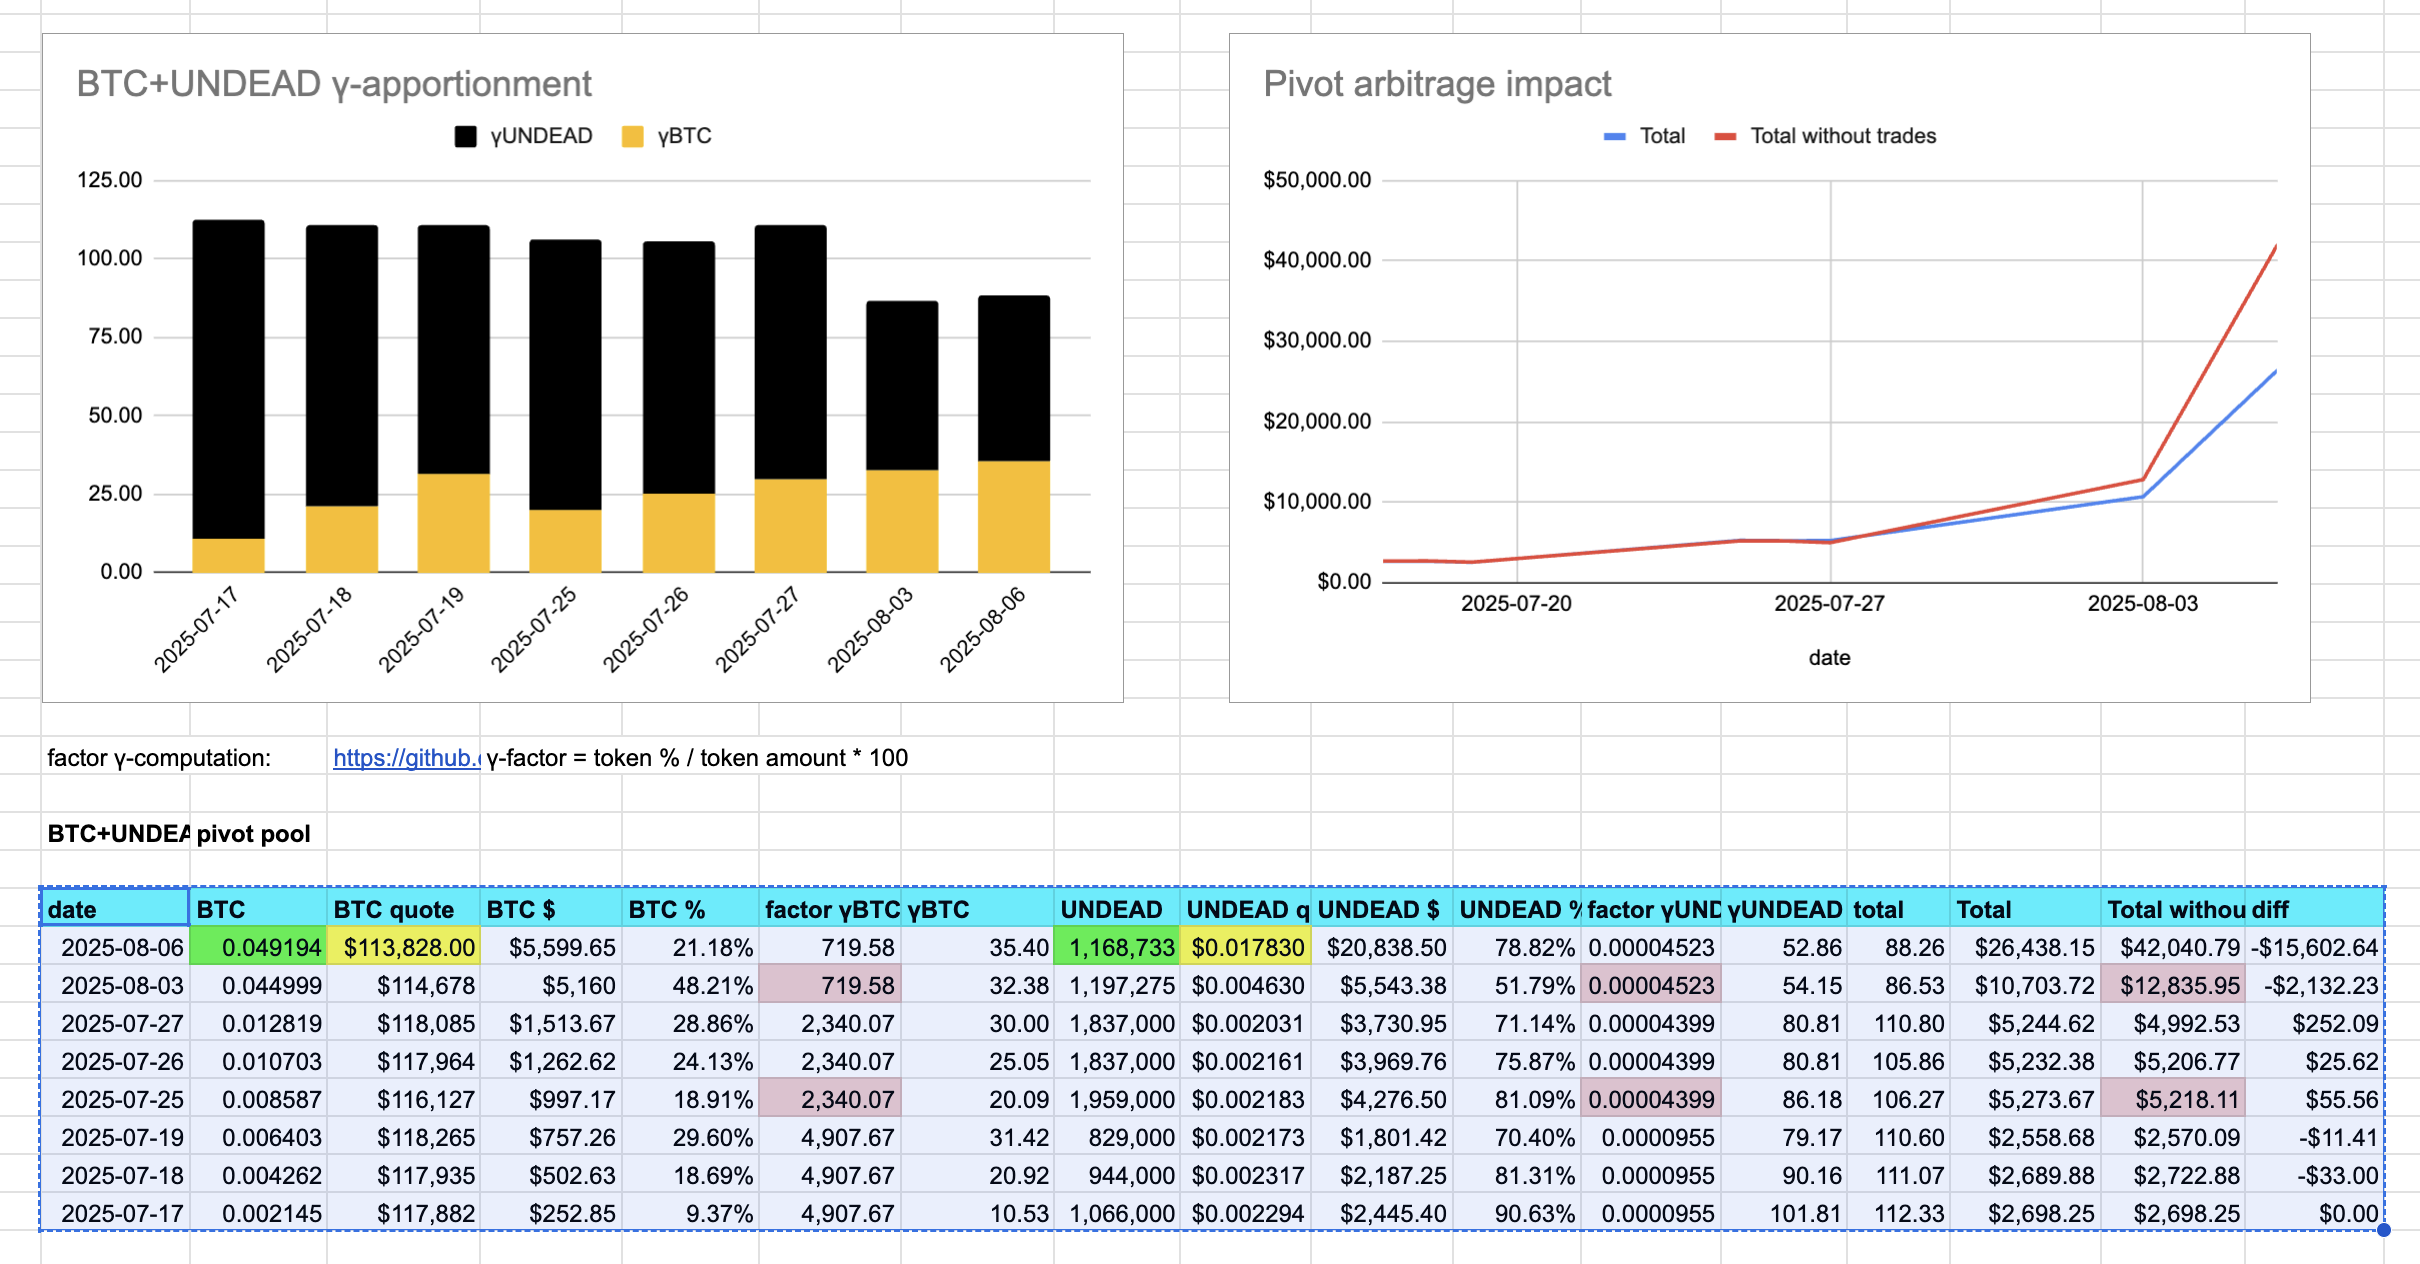 BTC+UNDEAD γ-apportionment
γUNDEAD γBTC
125.00
100.00
75.00
50.00
25.00
0.00
2025-07-17 2025-07-18 2025-07-19 2025-07-25 2025-07-26 2025-07-27 2025-08-03 2025-08-06
Pivot arbitrage impact
Total Total without trades
$50,000.00
$40,000.00
$30,000.00
$20,000.00
$10,000.00
$0.00
2025-07-20 2025-07-27 2025-08-03
date
factor γ-computation: https://github. γ-factor = token % / token amount * 100
BTC+UNDEA pivot pool
date BTC BTC quote BTC $ BTC % factor γBTC γBTC UNDEAD UNDEAD q UNDEAD $ UNDEAD % factor γUND γUNDEAD total Total Total withou diff
2025-08-06 0.049194 $113,828.00 $5,599.65 21.18% 719.58 35.40 1,168,733 $0.017830 $20,838.50 78.82% 0.00004523 52.86 88.26 $26,438.15 $42,040.79 -$15,602.64
2025-08-03 0.044999 $114,678 $5,160 48.21% 719.58 32.38 1,197,275 $0.004630 $5,543.38 51.79% 0.00004523 54.15 86.53 $10,703.72 $12,835.95 -$2,132.23
2025-07-27 0.012819 $118,085 $1,513.67 28.86% 2,340.07 30.00 1,837,000 $0.002031 $3,730.95 71.14% 0.00004399 80.81 110.80 $5,244.62 $4,992.53 $252.09
2025-07-26 0.010703 $117,964 $1,262.62 24.13% 2,340.07 25.05 1,837,000 $0.002161 $3,969.76 75.87% 0.00004399 80.81 105.86 $5,232.38 $5,206.77 $25.62
2025-07-25 0.008587 $116,127 $997.17 18.91% 2,340.07 20.09 1,959,000 $0.002183 $4,276.50 81.09% 0.00004399 86.18 106.27 $5,273.67 $5,218.11 $55.56
2025-07-19 0.006403 $118,265 $757.26 29.60% 4,907.67 31.42 829,000 $0.002173 $1,801.42 70.40% 0.0000955 79.17 110.60 $2,558.68 $2,570.09 -$11.41
2025-07-18 0.004262 $117,935 $502.63 18.69% 4,907.67 20.92 944,000 $0.002317 $2,187.25 81.31% 0.0000955 90.16 111.07 $2,689.88 $2,722.88 -$33.00
2025-07-17 0.002145 $117,882 $252.85 9.37% 4,907.67 10.53 1,066,000 $0.002294 $2,445.40 90.63% 0.0000955 101.81 112.33 $2,698.25 $2,698.25 $0.00